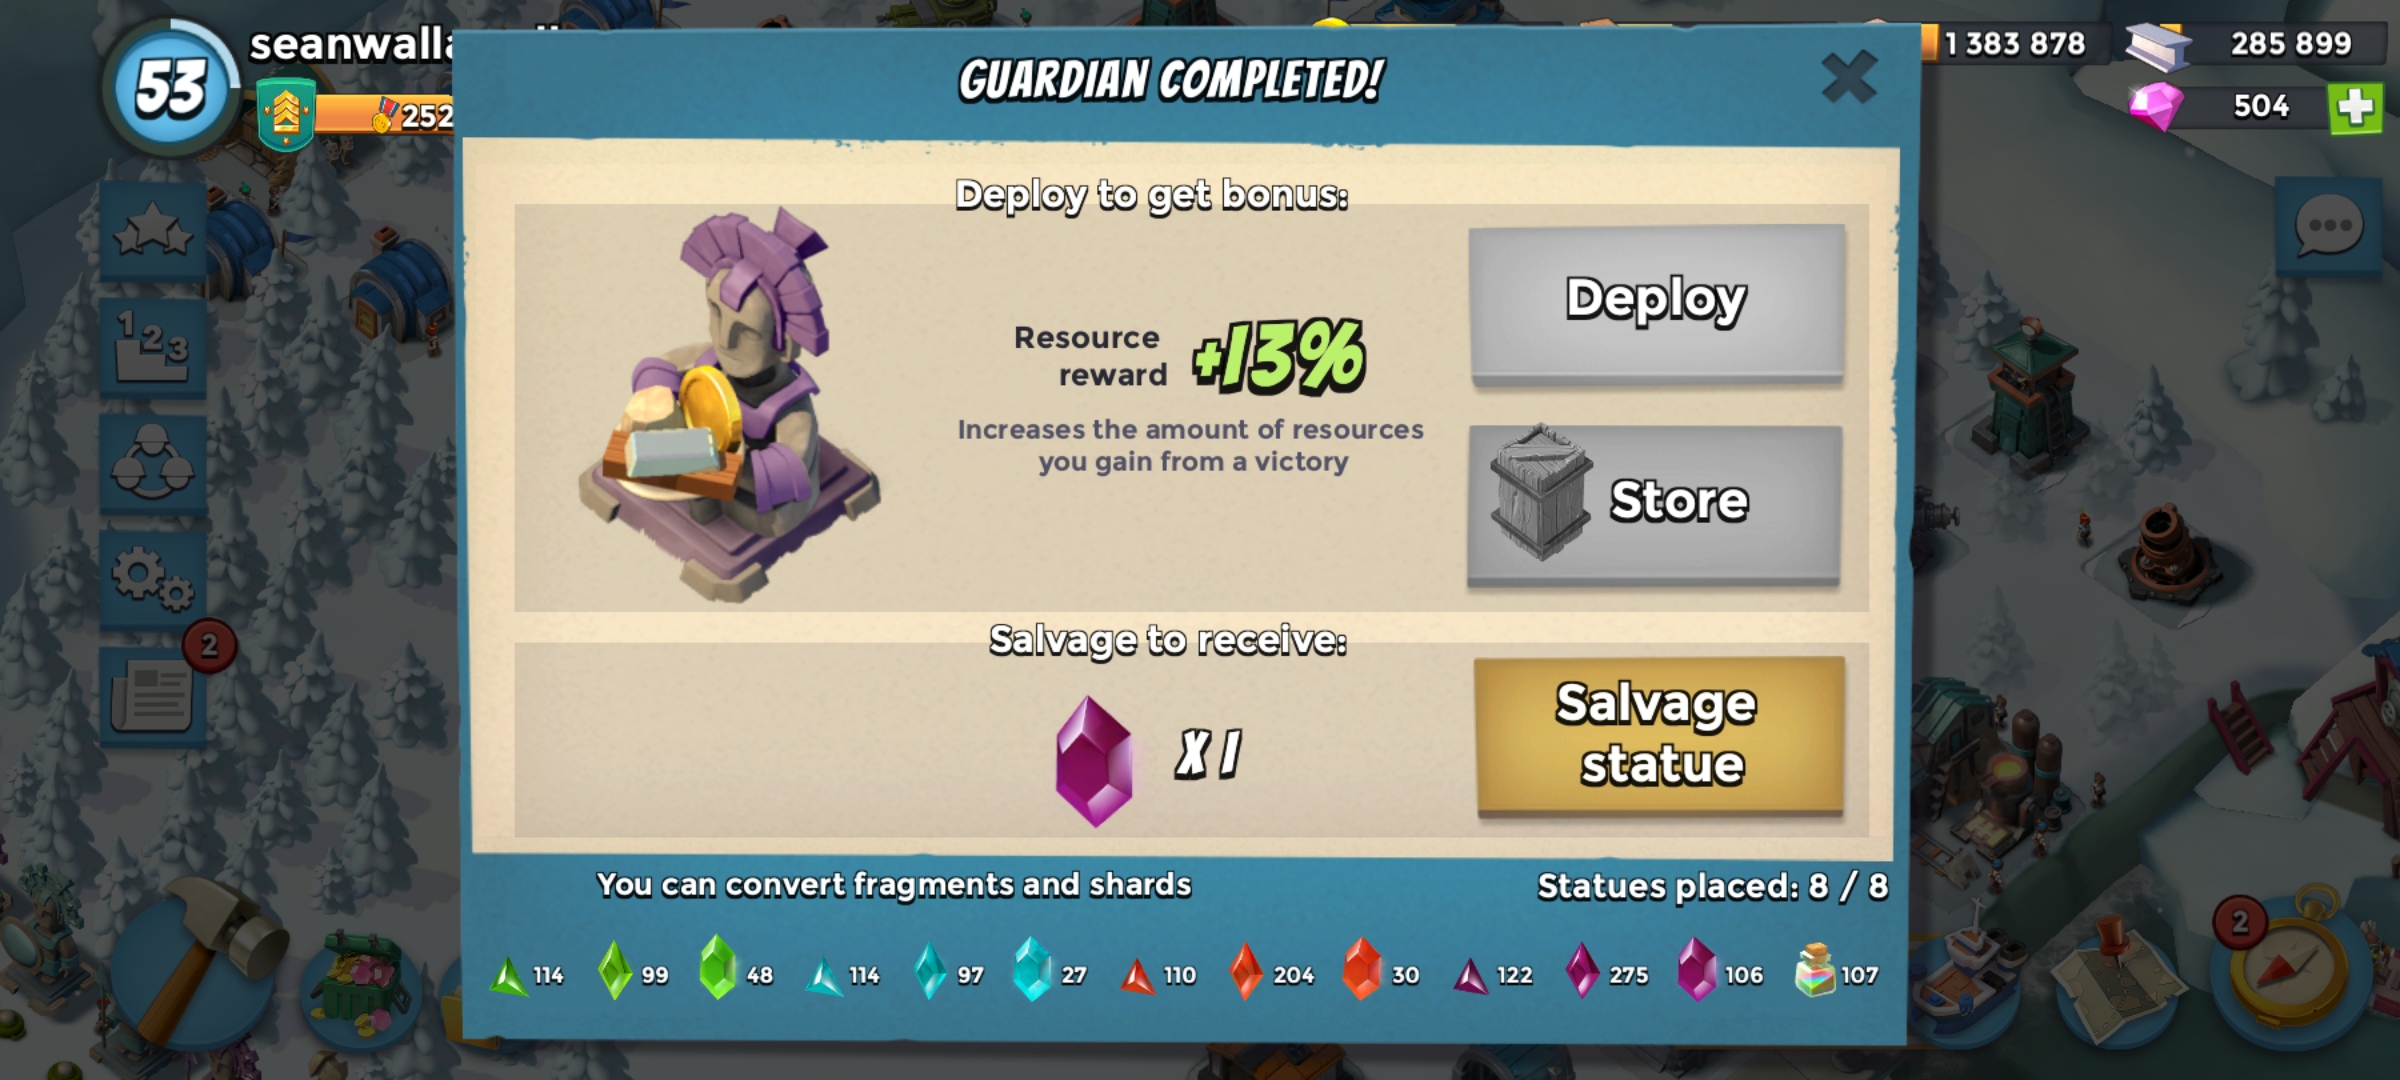 53
252
1 383 878
285 899
504
GUARDIAN COMPLETED!
Deploy to get bonus:
Resource
reward
+13%
Increases the amount of resources
you gain from a victory
Deploy
Store
Salvage to receive:
X 1
Salvage
statue
1 2 3
2
You can convert fragments and shards
Statues placed: 8 / 8
2
114 99 48 114 97 27 110 204 30 122 275 106 107